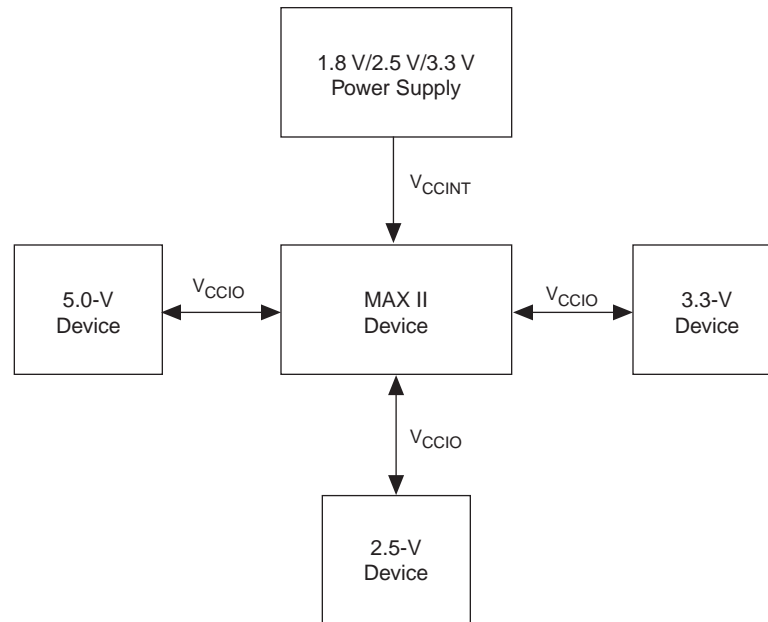 1.8 V/2.5 V/3.3 V
Power Supply
VCCINT
5.0-V
Device
VCCIO
MAX II
Device
VCCIO
3.3-V
Device
VCCIO
2.5-V
Device